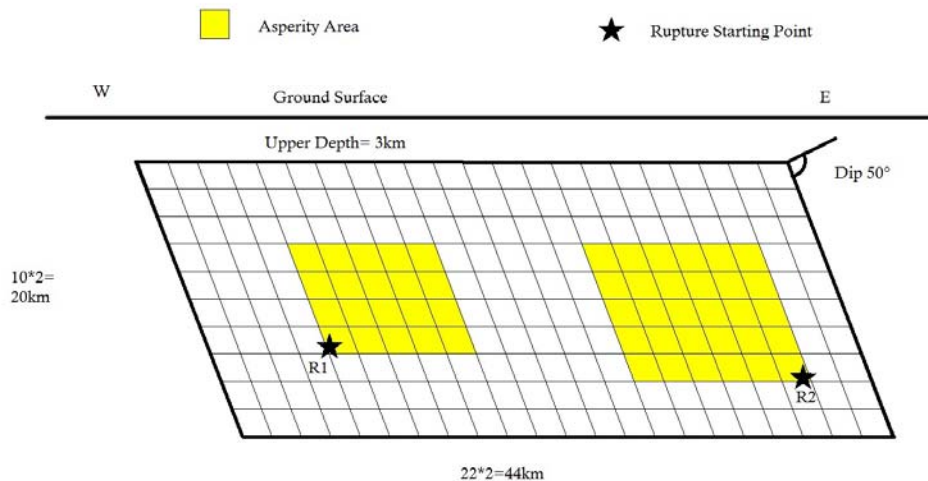 Asperity Area
Rupture Starting Point
W
Ground Surface
E
Upper Depth= 3km
Dip 50°
10*2=
20km
R1
R2
22*2=44km